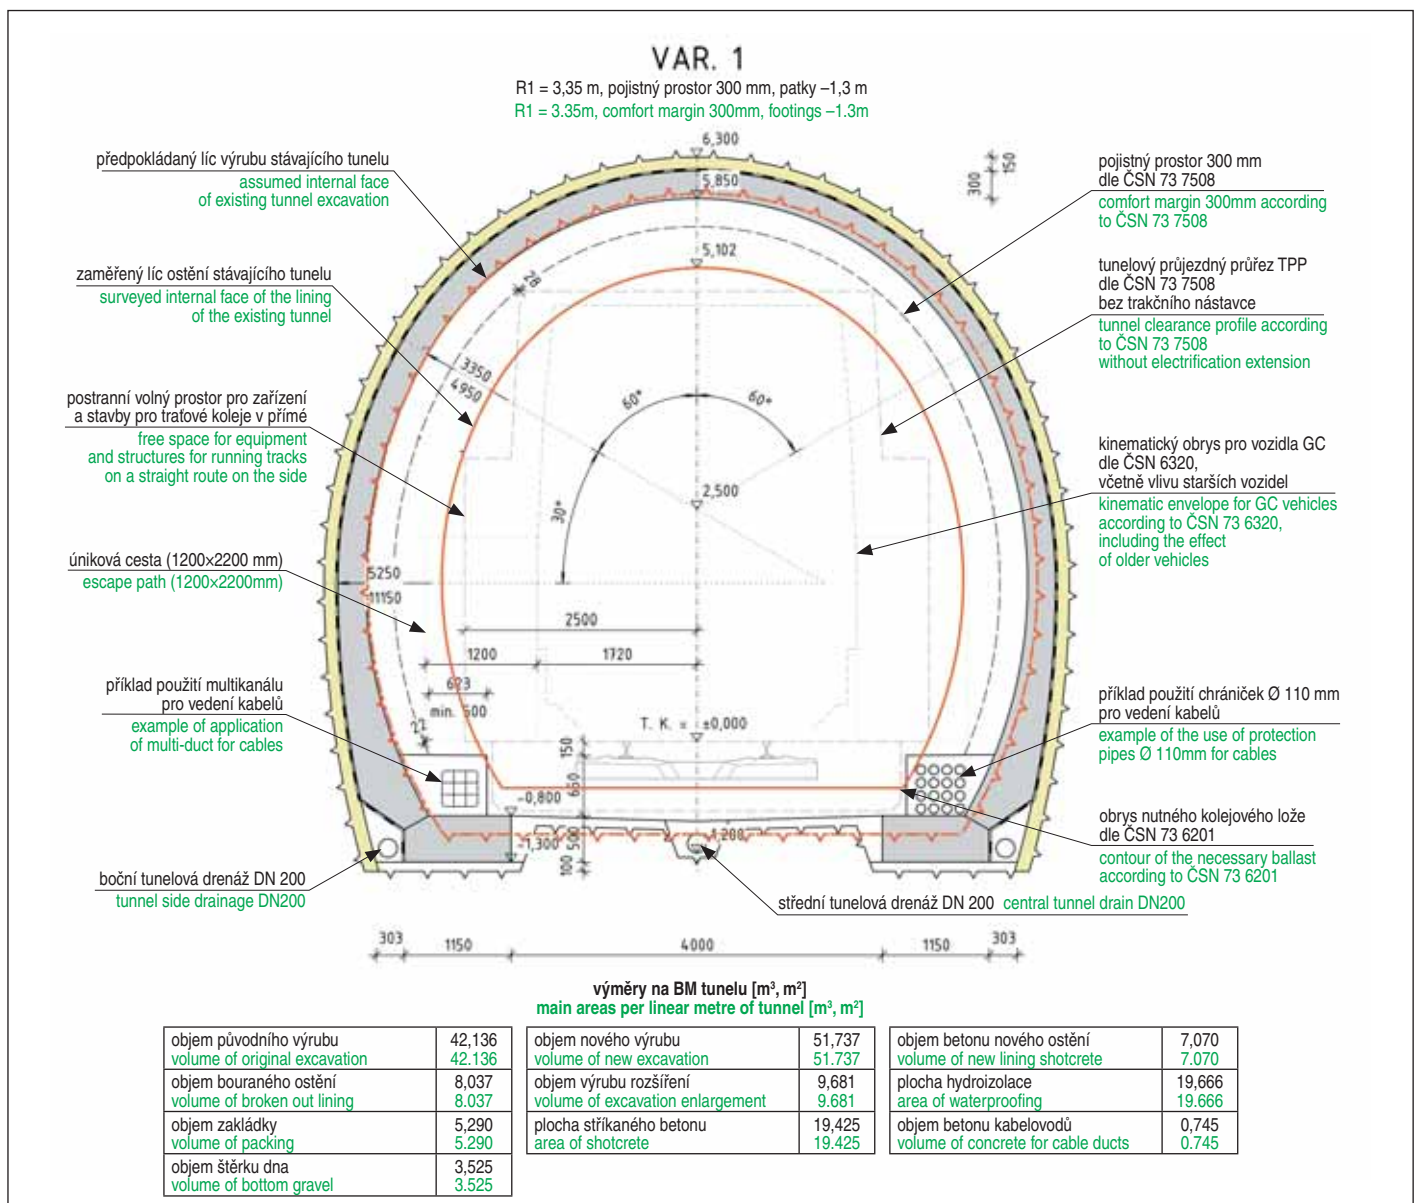 VAR. 1
R1 = 3,35 m, pojistný prostor 300 mm, patky –1,3 m
R1 = 3.35m, comfort margin 300mm, footings –1.3m
předpokládaný líc výrubu stávajícího tunelu
assumed internal face
of existing tunnel excavation
zaměřený líc ostění stávajícího tunelu
surveyed internal face of the lining
of the existing tunnel
postranní volný prostor pro zařízení
a stavby pro traťové koleje v přímé
free space for equipment
and structures for running tracks
on a straight route on the side
úniková cesta (1200×2200 mm)
escape path (1200×2200mm)
příklad použití multikanálu
pro vedení kabelů
example of application
of multi-duct for cables
boční tunelová drenáž DN 200
tunnel side drainage DN200
6,300
5,850
5,102
150
300
28
3350
4950
60°
60°
30°
2,500
5250
11150
2500
1200
1720
623
min. 500
22
T. K. = ±0,000
150
650
-0,800
-1,200
-1,300
500
100
303
1150
4000
1150
303
pojistný prostor 300 mm
dle ČSN 73 7508
comfort margin 300mm according
to ČSN 73 7508
tunelový průjezdný průřez TPP
dle ČSN 73 7508
bez trakčního nástavce
tunnel clearance profile according
to ČSN 73 7508
without electrification extension
kinematický obrys pro vozidla GC
dle ČSN 6320,
včetně vlivu starších vozidel
kinematic envelope for GC vehicles
according to ČSN 73 6320,
including the effect
of older vehicles
příklad použití chrániček Ø 110 mm
pro vedení kabelů
example of the use of protection
pipes Ø 110mm for cables
obrys nutného kolejového lože
dle ČSN 73 6201
contour of the necessary ballast
according to ČSN 73 6201
střední tunelová drenáž DN 200 central tunnel drain DN200
výměry na BM tunelu [m³, m²]
main areas per linear metre of tunnel [m³, m²]
objem původního výrubu 42,136
volume of original excavation 42.136
objem bouraného ostění 8,037
volume of broken out lining 8.037
objem zakládky 5,290
volume of packing 5.290
objem štěrku dna 3,525
volume of bottom gravel 3.525
objem nového výrubu 51,737
volume of new excavation 51.737
objem výrubu rozšíření 9,681
volume of excavation enlargement 9.681
plocha stříkaného betonu 19,425
area of shotcrete 19.425
objem betonu nového ostění 7,070
volume of new lining shotcrete 7.070
plocha hydroizolace 19,666
area of waterproofing 19.666
objem betonu kabelovodů 0,745
volume of concrete for cable ducts 0.745